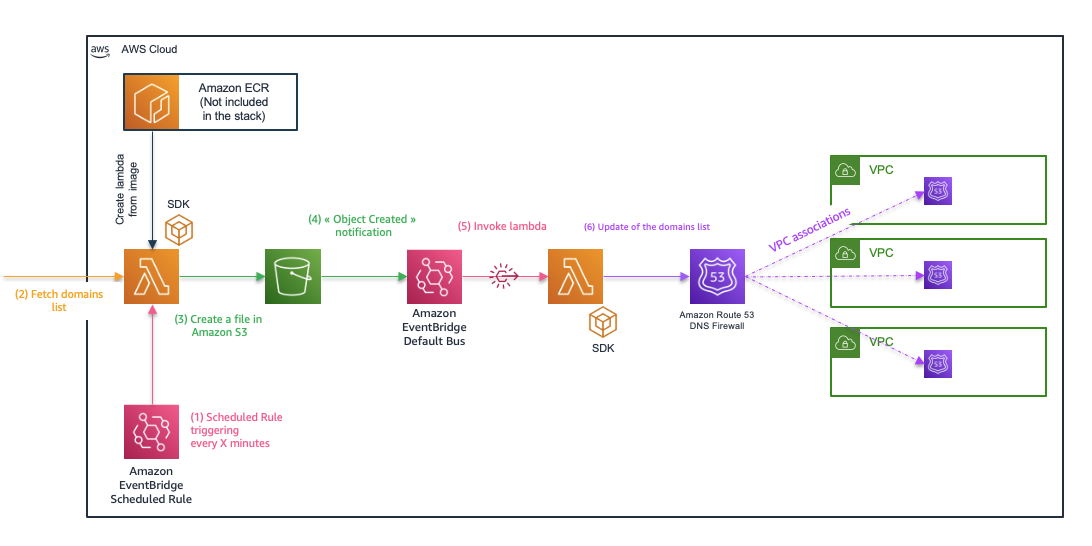 aws
AWS Cloud
Amazon ECR
(Not included
in the stack)
Create lambda
from image
SDK
(4) « Object Created »
notification
(5) Invoke lambda
(6) Update of the domains list
VPC associations
VPC
53
VPC
53
VPC
53
53
(2) Fetch domains
list
(3) Create a file in
Amazon S3
Amazon
EventBridge
Default Bus
SDK
Amazon Route 53
DNS Firewall
(1) Scheduled Rule
triggering
every X minutes
Amazon
EventBridge
Scheduled Rule